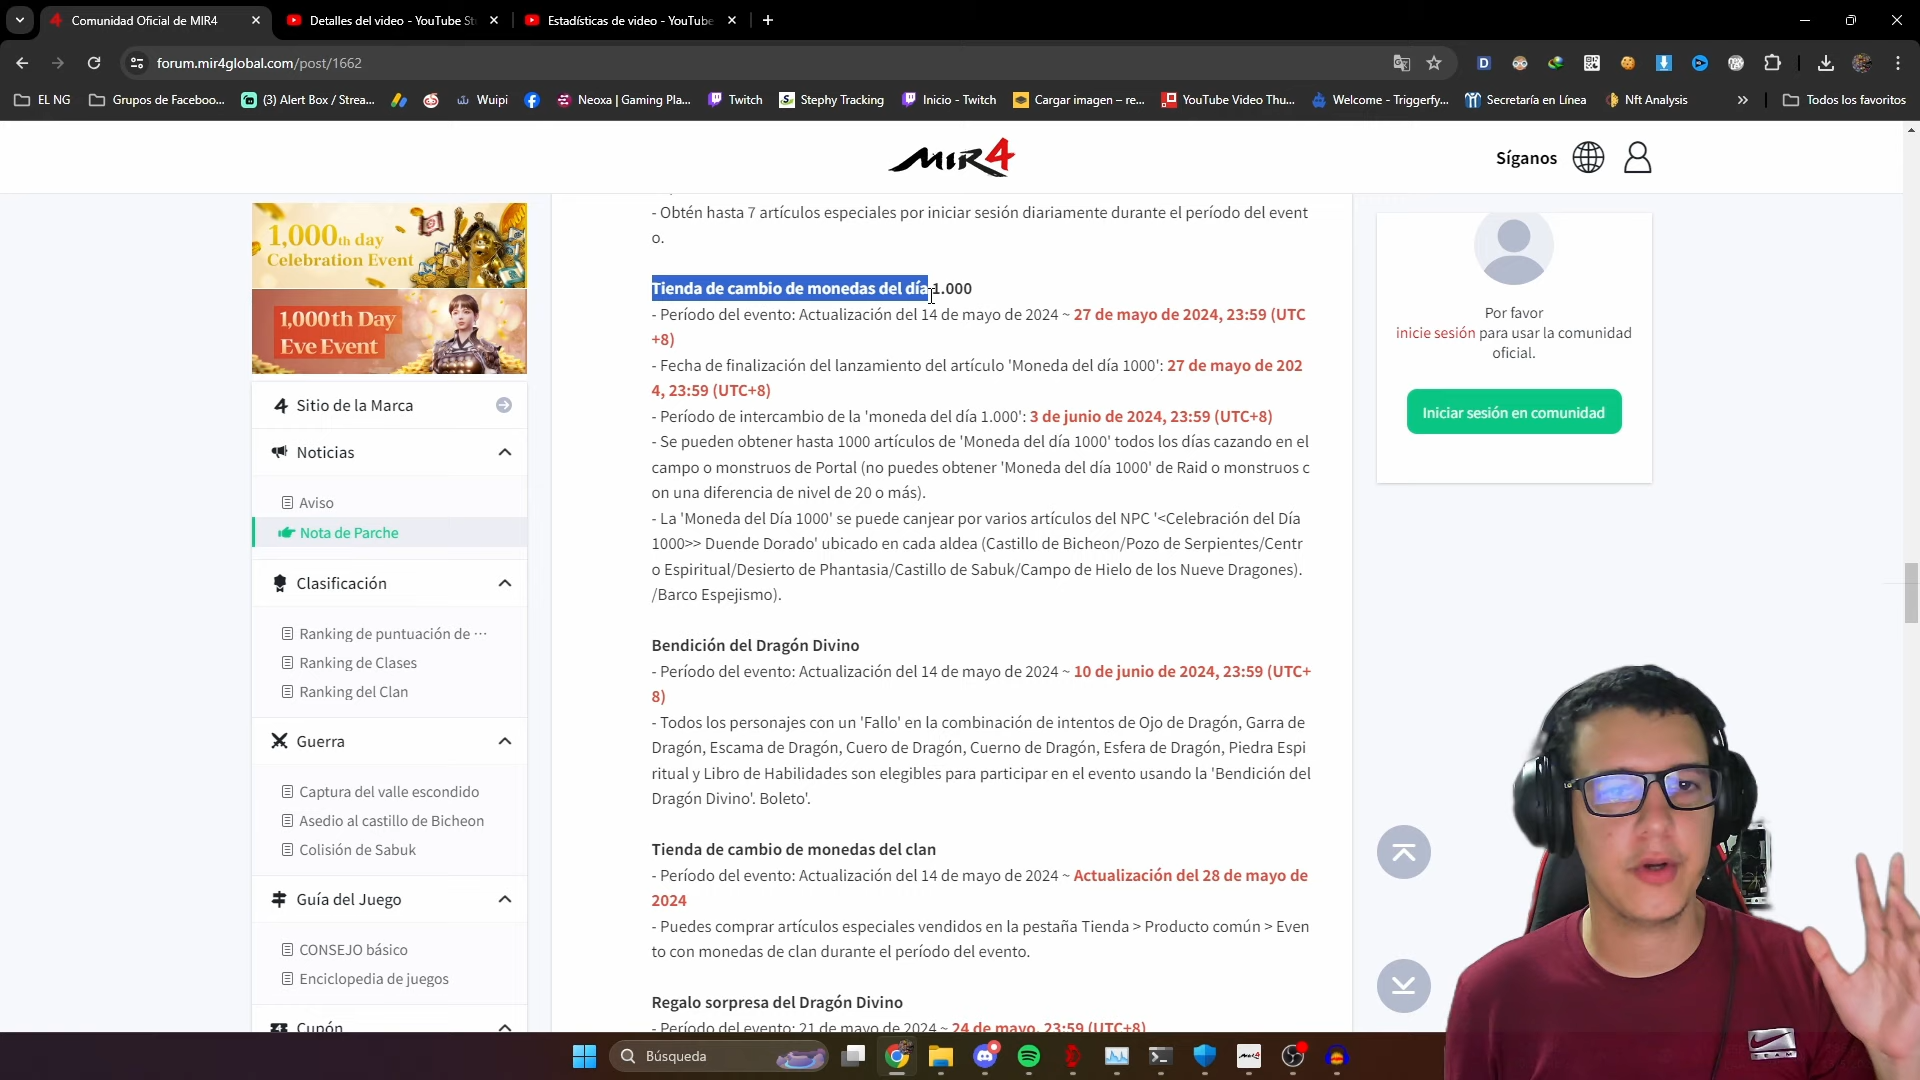 Comunidad Oficial de MIR4
Detalles del video - YouTube St
Estadísticas de video - YouTube
forum.mir4global.com/post/1662
EL NG
Grupos de Faceboo...
(3) Alert Box / Strea...
Wuipi
Neoxa | Gaming Pla...
Twitch
Stephy Tracking
Inicio - Twitch
Cargar imagen – re...
YouTube Video Thu...
Welcome - Triggerfy...
Secretaría en Línea
Nft Analysis
Todos los favoritos
MIR4
Síganos
1,000th day
Celebration Event
1,000th Day
Eve Event
Sitio de la Marca
Noticias
Aviso
Nota de Parche
Clasificación
Ranking de puntuación de ···
Ranking de Clases
Ranking del Clan
Guerra
Captura del valle escondido
Asedio al castillo de Bicheon
Colisión de Sabuk
Guía del Juego
CONSEJO básico
Enciclopedia de juegos
Cupón
- Obtén hasta 7 artículos especiales por iniciar sesión diariamente durante el período del event
o.
Tienda de cambio de monedas del día 1.000
- Período del evento: Actualización del 14 de mayo de 2024 ~ 27 de mayo de 2024, 23:59 (UTC
+8)
- Fecha de finalización del lanzamiento del artículo 'Moneda del día 1000': 27 de mayo de 202
4, 23:59 (UTC+8)
- Período de intercambio de la 'moneda del día 1.000': 3 de junio de 2024, 23:59 (UTC+8)
- Se pueden obtener hasta 1000 artículos de 'Moneda del día 1000' todos los días cazando en el
campo o monstruos de Portal (no puedes obtener 'Moneda del día 1000' de Raid o monstruos c
on una diferencia de nivel de 20 o más).
- La 'Moneda del Día 1000' se puede canjear por varios artículos del NPC '<Celebración del Día
1000>> Duende Dorado' ubicado en cada aldea (Castillo de Bicheon/Pozo de Serpientes/Centr
o Espiritual/Desierto de Phantasia/Castillo de Sabuk/Campo de Hielo de los Nueve Dragones).
/Barco Espejismo).
Bendición del Dragón Divino
- Período del evento: Actualización del 14 de mayo de 2024 ~ 10 de junio de 2024, 23:59 (UTC+
8)
- Todos los personajes con un 'Fallo' en la combinación de intentos de Ojo de Dragón, Garra de
Dragón, Escama de Dragón, Cuero de Dragón, Cuerno de Dragón, Esfera de Dragón, Piedra Espi
ritual y Libro de Habilidades son elegibles para participar en el evento usando la 'Bendición del
Dragón Divino'. Boleto'.
Tienda de cambio de monedas del clan
- Período del evento: Actualización del 14 de mayo de 2024 ~ Actualización del 28 de mayo de
2024
- Puedes comprar artículos especiales vendidos en la pestaña Tienda > Producto común > Even
to con monedas de clan durante el período del evento.
Regalo sorpresa del Dragón Divino
- Período del evento: 21 de mayo de 2024 ~ 24 de mayo, 23:59 (UTC+8)
Por favor
inicie sesión para usar la comunidad
oficial.
Iniciar sesión en comunidad
Búsqueda
TEAM